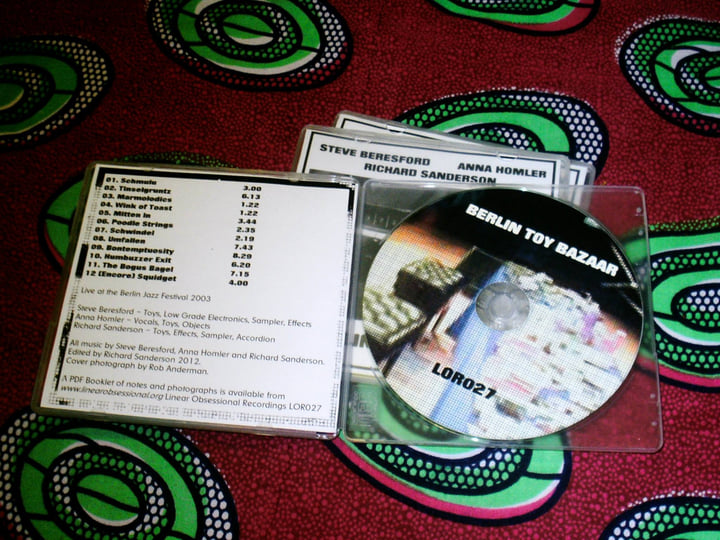 STEVE BERESFORD ANNA HOMLER
RICHARD SANDERSON
01. Schmule 3.00
02. Tinselgruntz 6.13
03. Marmolodics 1.22
04. Wink of Toast 1.22
05. Mitten In 3.44
06. Poodle Strings 2.35
07. Schwindel 2.19
08. Umfallen 7.43
09. Bontemptuosity 8.29
10. Humbuzzer Exit 6.20
11. The Bogus Bagel 7.15
12 (Encore) Squidget 4.00
Live at the Berlin Jazz Festival 2003
Steve Beresford – Toys, Low Grade Electronics, Sampler, Effects
Anna Homler – Vocals, Toys, Objects
Richard Sanderson – Toys, Effects, Sampler, Accordion
All music by Steve Beresford, Anna Homler and Richard Sanderson.
Edited by Richard Sanderson 2012.
Cover photograph by Rob Anderman.
A PDF Booklet of notes and photographs is available from
www.linearobsessional.org Linear Obsessional Recordings LOR027
BERLIN TOY BAZAAR
LOR027